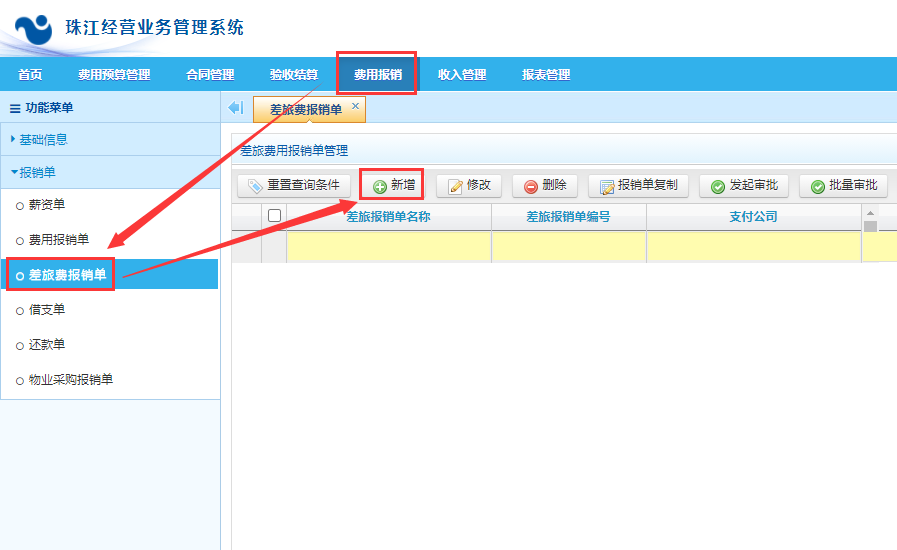 珠江经营业务管理系统
首页 费用预算管理 合同管理 验收结算 费用报销 收入管理 报表管理
功能菜单
差旅费报销单
基础信息
差旅费用报销单管理
报销单
重置查询条件 新增 修改 删除 报销单复制 发起审批 批量审批
薪资单
差旅报销单名称 差旅报销单编号 支付公司
费用报销单
差旅费报销单
借支单
还款单
物业采购报销单